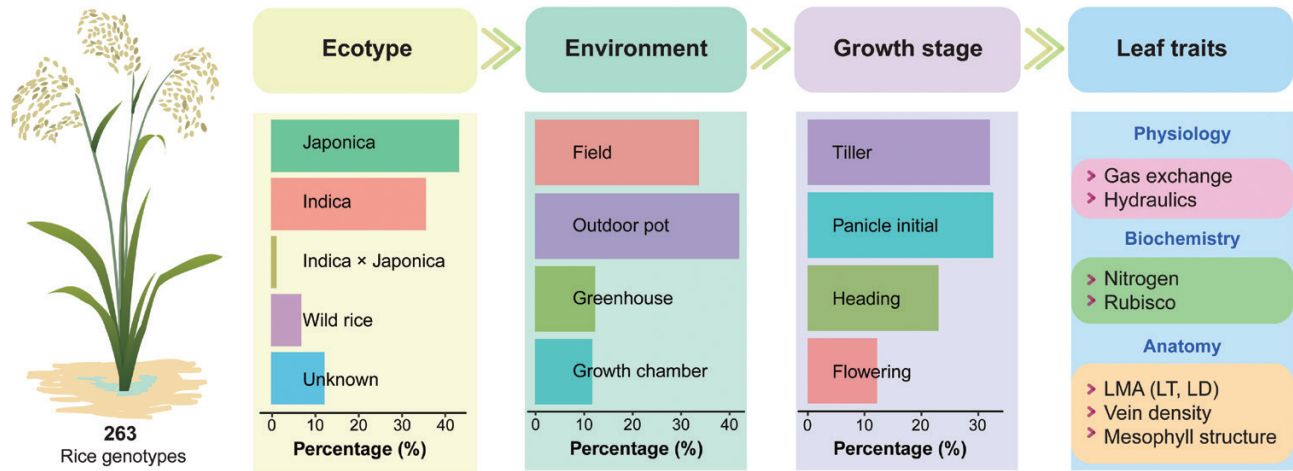 Ecotype
Environment
Growth stage
Leaf traits
263
Rice genotypes
Japonica
Indica
Indica × Japonica
Wild rice
Unknown
0 10 20 30 40
Percentage (%)
Field
Outdoor pot
Greenhouse
Growth chamber
0 10 20 30 40
Percentage (%)
Tiller
Panicle initial
Heading
Flowering
0 10 20 30
Percentage (%)
Physiology
Gas exchange
Hydraulics
Biochemistry
Nitrogen
Rubisco
Anatomy
LMA (LT, LD)
Vein density
Mesophyll structure